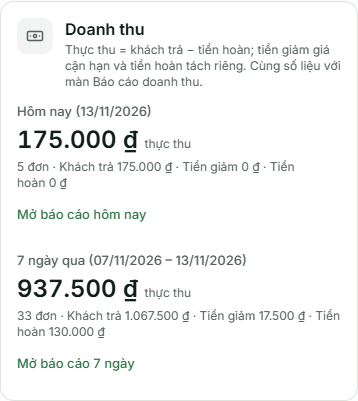 Doanh thu
Thực thu = khách trả − tiền hoàn; tiền giảm giá
cận hạn và tiền hoàn tách riêng. Cùng số liệu với
màn Báo cáo doanh thu.
Hôm nay (13/11/2026)
175.000 ₫ thực thu
5 đơn · Khách trả 175.000 ₫ · Tiền giảm 0 ₫ · Tiền
hoàn 0 ₫
Mở báo cáo hôm nay
7 ngày qua (07/11/2026 – 13/11/2026)
937.500 ₫ thực thu
33 đơn · Khách trả 1.067.500 ₫ · Tiền giảm 17.500 ₫ · Tiền
hoàn 130.000 ₫
Mở báo cáo 7 ngày